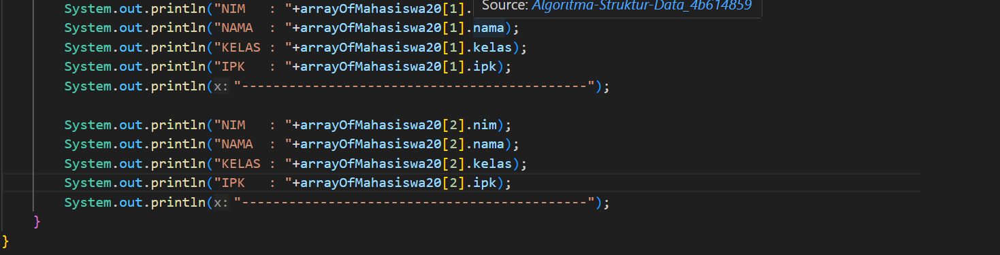 System.out.println("NIM   : "+arrayOfMahasiswa20[1].
Source: Algoritma-Struktur-Data_4b614859
System.out.println("NAMA  : "+arrayOfMahasiswa20[1].nama);
System.out.println("KELAS : "+arrayOfMahasiswa20[1].kelas);
System.out.println("IPK   : "+arrayOfMahasiswa20[1].ipk);
System.out.println(x: "--------------------------------------------");
System.out.println("NIM   : "+arrayOfMahasiswa20[2].nim);
System.out.println("NAMA  : "+arrayOfMahasiswa20[2].nama);
System.out.println("KELAS : "+arrayOfMahasiswa20[2].kelas);
System.out.println("IPK   : "+arrayOfMahasiswa20[2].ipk);
System.out.println(x: "--------------------------------------------");
}
}